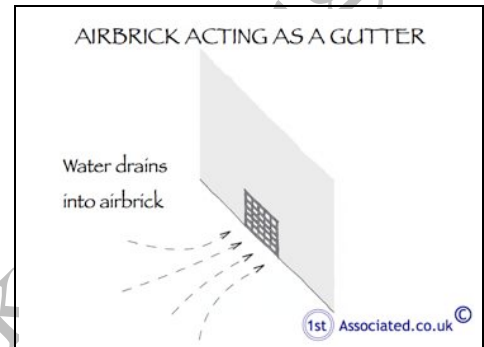 AIRBRICK ACTING AS A GUTTER
Water drains
into airbrick
1st Associated.co.uk ©